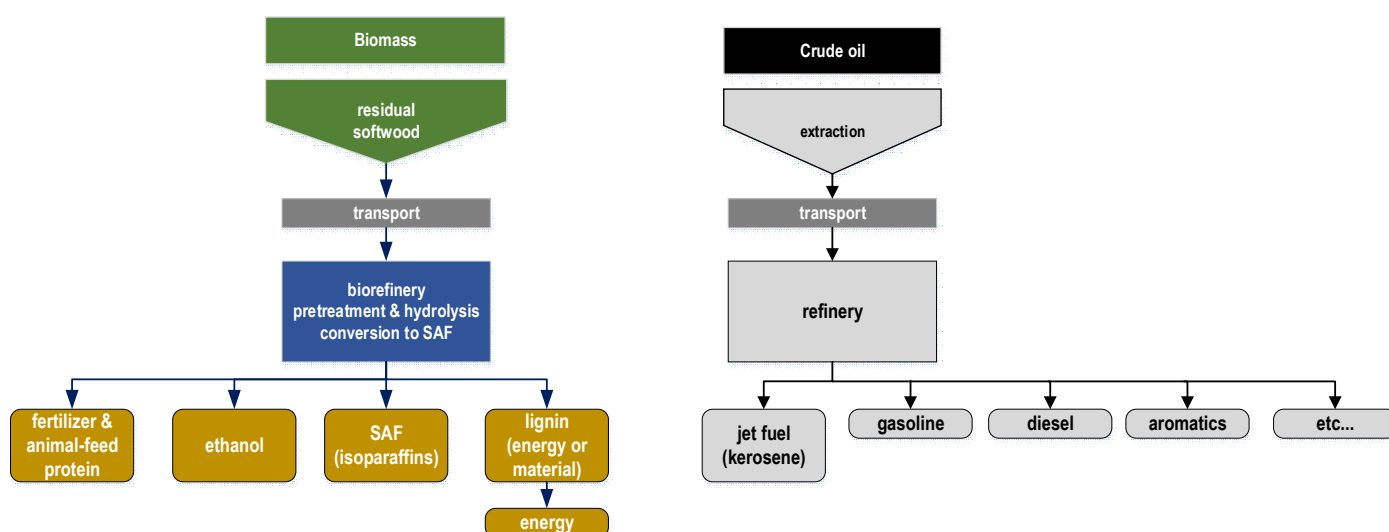 Biomass
residual
softwood
transport
biorefinery
pretreatment & hydrolysis
conversion to SAF
fertilizer &
animal-feed
protein
ethanol
SAF
(isoparaffins)
lignin
(energy or
material)
energy
Crude oil
extraction
transport
refinery
jet fuel
(kerosene)
gasoline
diesel
aromatics
etc...